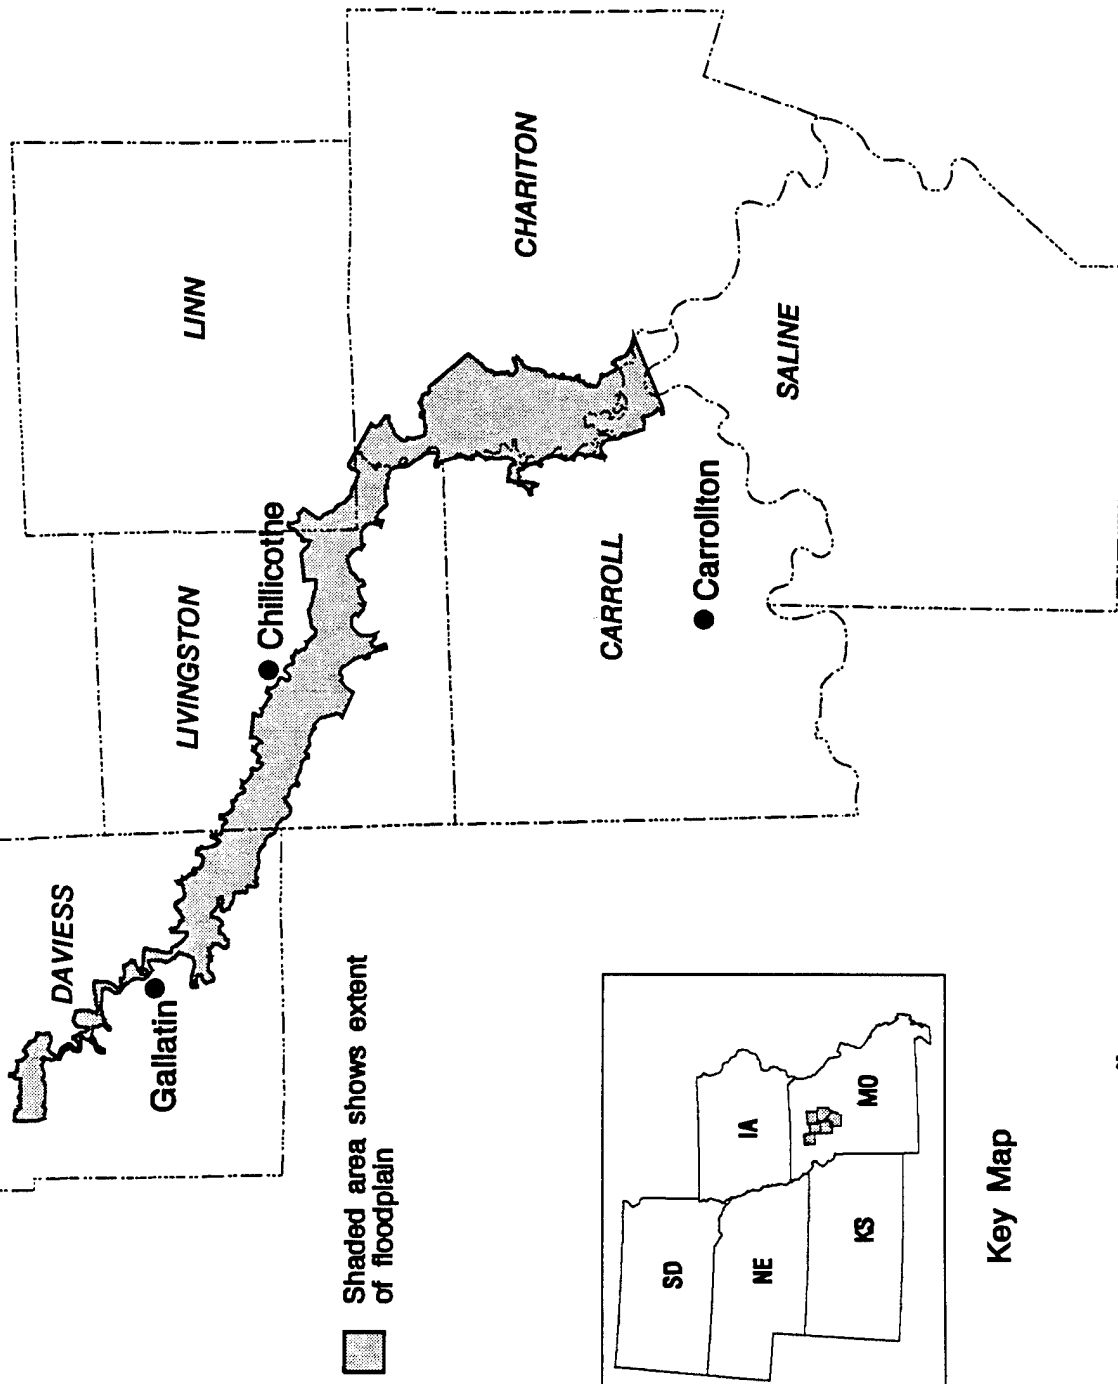 LINN
CHARITON
LIVINGSTON
Chillicothe
DAVIESS
Gallatin
CARROLL
Carrollton
SALINE
Shaded area shows extent
of floodplain
SD
NE
KS
IA
MO
Key Map